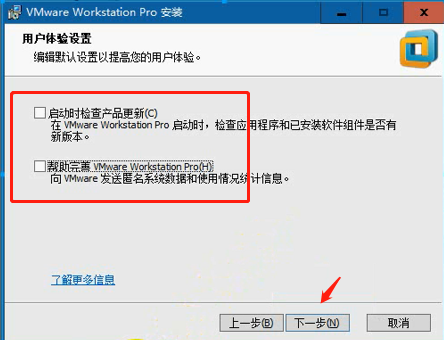 VMware Workstation Pro 安装
用户体验设置
编辑默认设置以提高您的用户体验。
启动时检查产品更新(C)
在 VMware Workstation Pro 启动时，检查应用程序和已安装软件组件是否有
新版本。
帮助完善 VMware Workstation Pro(H)
向 VMware 发送匿名系统数据和使用情况统计信息。
了解更多信息
上一步(B) 下一步(N) 取消